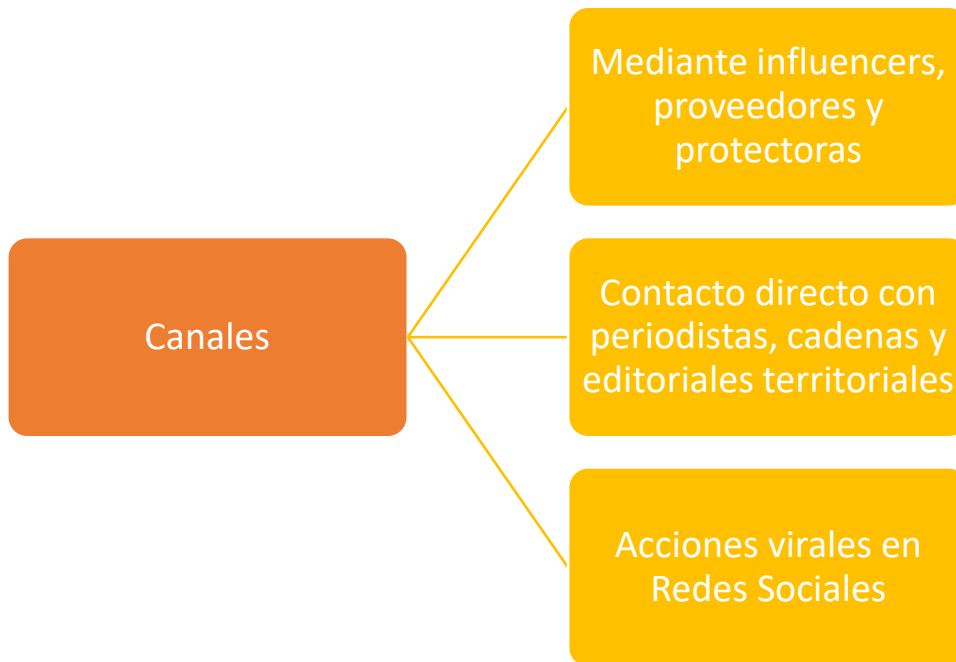 Mediante influencers,
proveedores y
protectoras
Canales
Contacto directo con
periodistas, cadenas y
editoriales territoriales
Acciones virales en
Redes Sociales